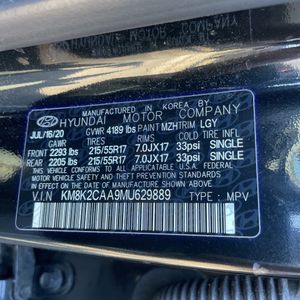 MANUFACTURED IN KOREA BY
HYUNDAI MOTOR COMPANY
JUL/16/20 GVWR 4189 lbs PAINT MZH TRIM LGY
GAWR TIRES RIMS COLD TIRE INFL
FRONT 2293 lbs 215/55R17 7.0JX17 33psi SINGLE
GAWR
REAR 2205 lbs 215/55R17 7.0JX17 33psi SINGLE
THIS VEHICLE CONFORMS TO ALL APPLICABLE U.S.A FEDERAL
MOTOR VEHICLE SAFETY AND THEFT PREVENTION STANDARDS
IN EFFECT ON THE DATE OF MANUFACTURE SHOWN ABOVE.
V.I.N KM8K2CAA9MU629889 TYPE : MPV